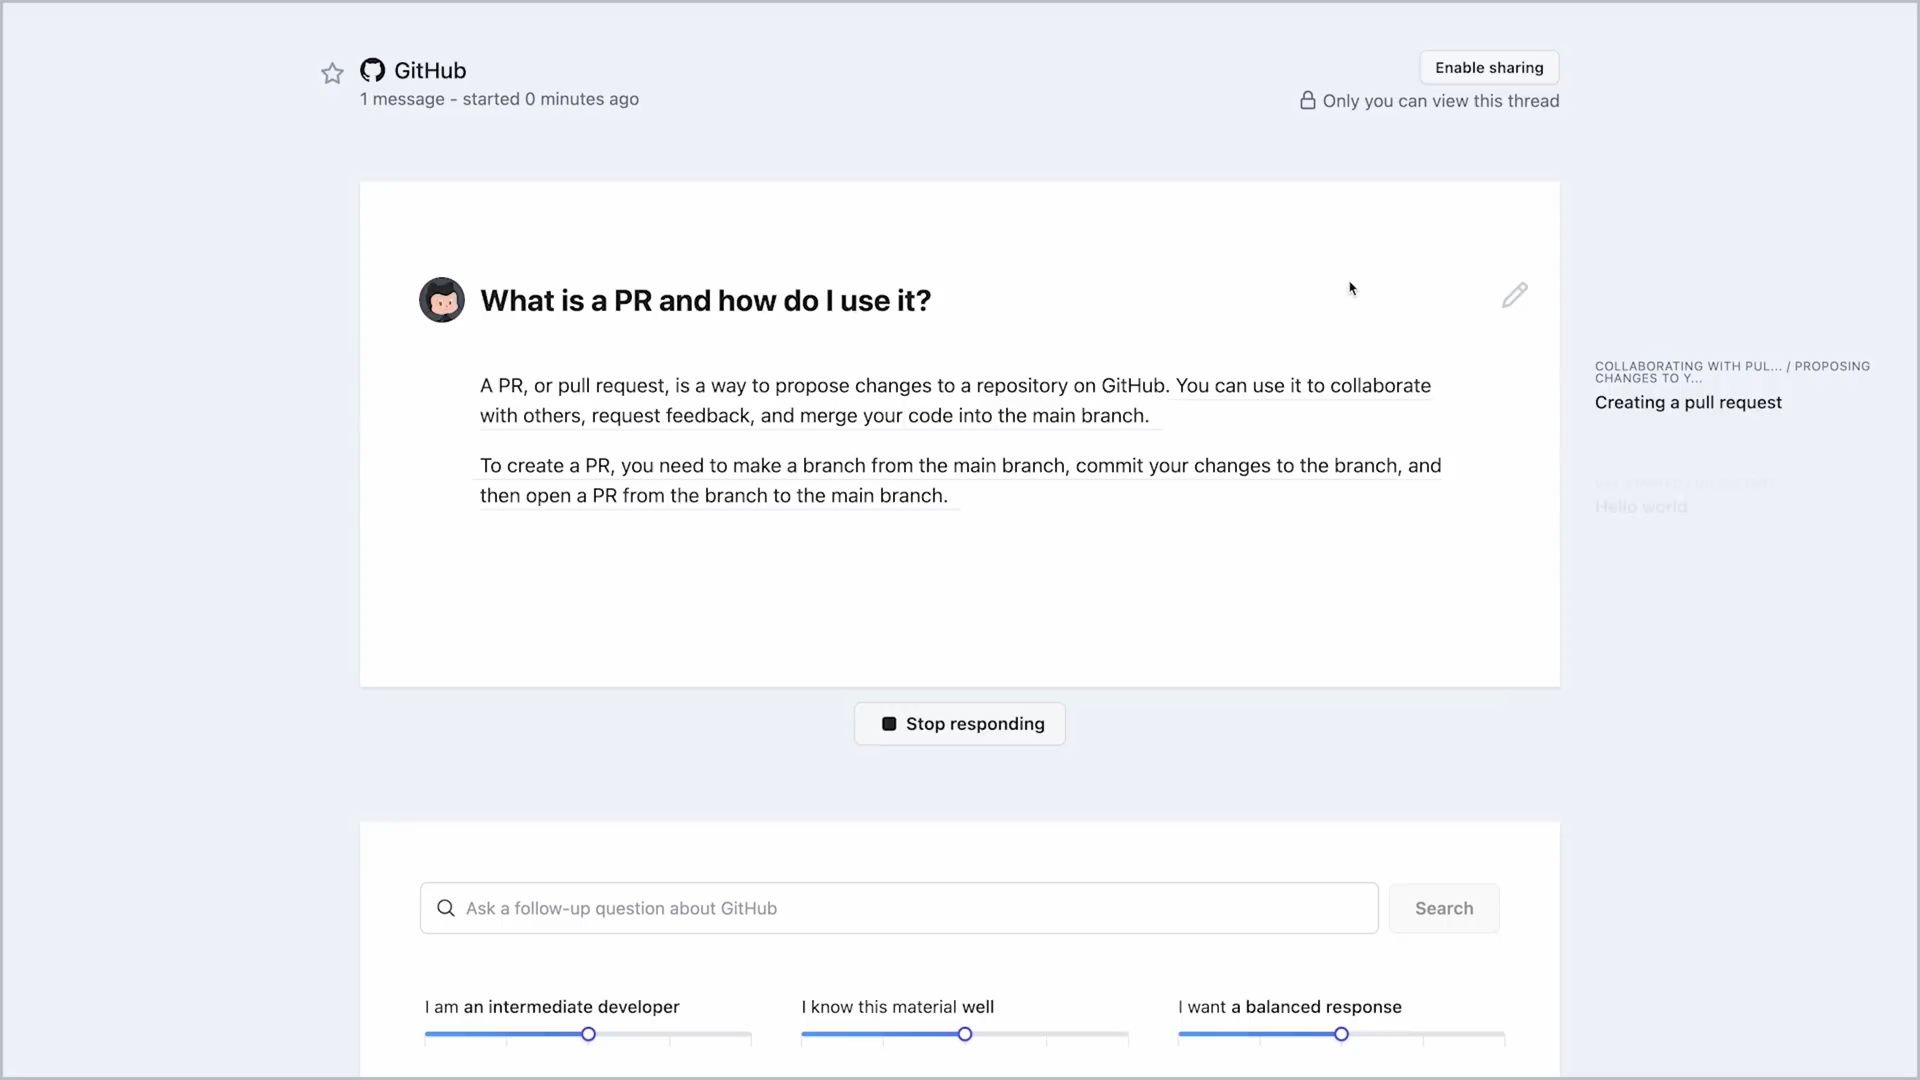 GitHub
1 message - started 0 minutes ago
Enable sharing
Only you can view this thread
What is a PR and how do I use it?
A PR, or pull request, is a way to propose changes to a repository on GitHub. You can use it to collaborate
with others, request feedback, and merge your code into the main branch.
To create a PR, you need to make a branch from the main branch, commit your changes to the branch, and
then open a PR from the branch to the main branch.
COLLABORATING WITH PUL... / PROPOSING
CHANGES TO Y...
Creating a pull request
Hello world
Stop responding
Ask a follow-up question about GitHub
Search
I am an intermediate developer
I know this material well
I want a balanced response